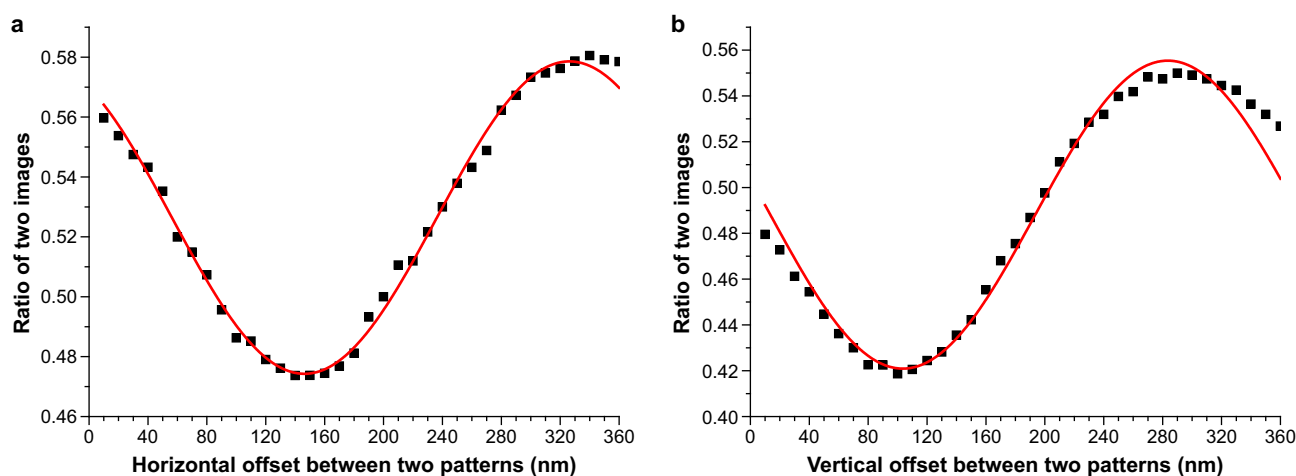 a
Ratio of two images
0.58
0.56
0.54
0.52
0.50
0.48
0.46
0 40 80 120 160 200 240 280 320 360
Horizontal offset between two patterns (nm)
b
Ratio of two images
0.56
0.54
0.52
0.50
0.48
0.46
0.44
0.42
0.40
0 40 80 120 160 200 240 280 320 360
Vertical offset between two patterns (nm)